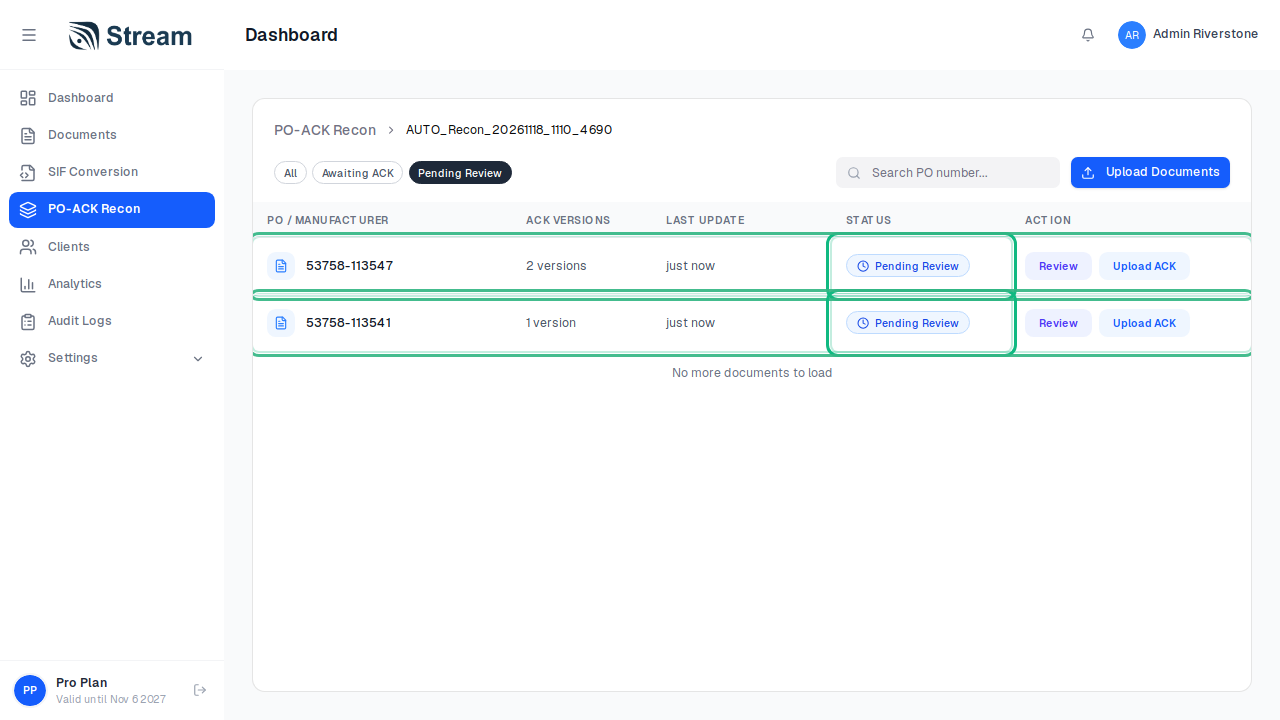 Stream
Dashboard
AR
Admin Riverstone
Dashboard
Documents
SIF Conversion
PO-ACK Recon
Clients
Analytics
Audit Logs
Settings
PO-ACK Recon
AUTO_Recon_20261118_1110_4690
All
Awaiting ACK
Pending Review
Search PO number...
Upload Documents
PO / MANUFACTURER
ACK VERSIONS
LAST UPDATE
STATUS
ACTION
53758-113547
2 versions
just now
Pending Review
Review
Upload ACK
53758-113541
1 version
just now
Pending Review
Review
Upload ACK
No more documents to load
PP
Pro Plan
Valid until Nov 6 2027